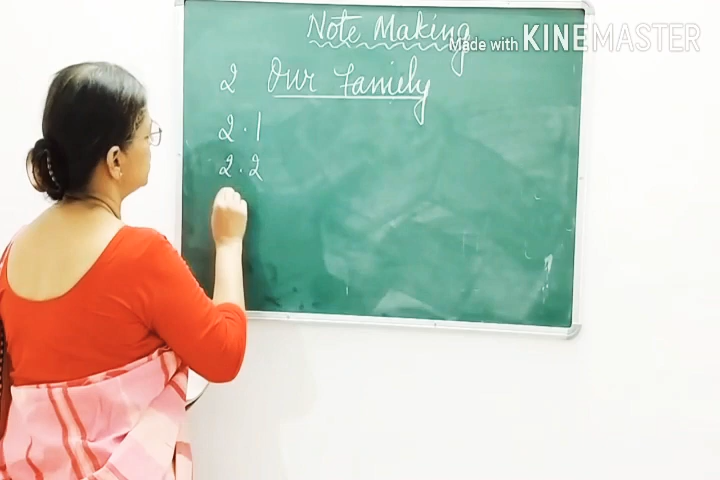 Note Making
Made with KINEMASTER
2 Our Family
2.1
2.2